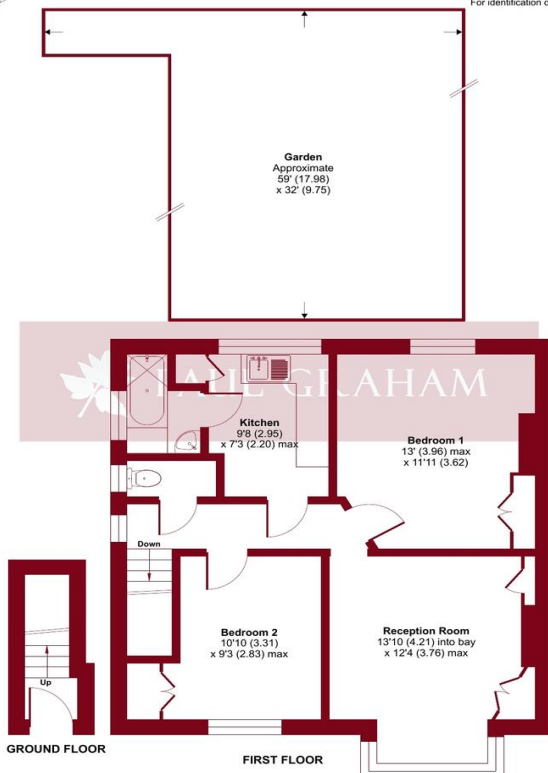 For identification o
Garden
Approximate
59' (17.98)
x 32' (9.75)
PAUL GRAHAM
Kitchen
9'8 (2.95)
x 7'3 (2.20) max
Bedroom 1
13' (3.96) max
x 11'11 (3.62)
Down
Bedroom 2
10'10 (3.31)
x 9'3 (2.83) max
Reception Room
13'10 (4.21) into bay
x 12'4 (3.76) max
Up
GROUND FLOOR
FIRST FLOOR